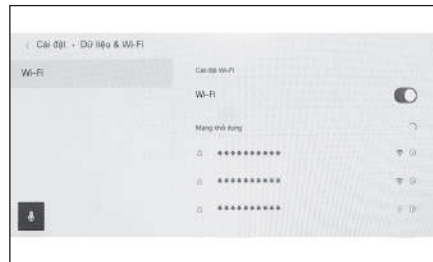 ‹ Cài đặt • Dữ liệu & Wi-Fi
Wi-Fi
Cài đặt Wi-Fi
Wi-Fi
Mạng khả dụng
**********
**********
**********